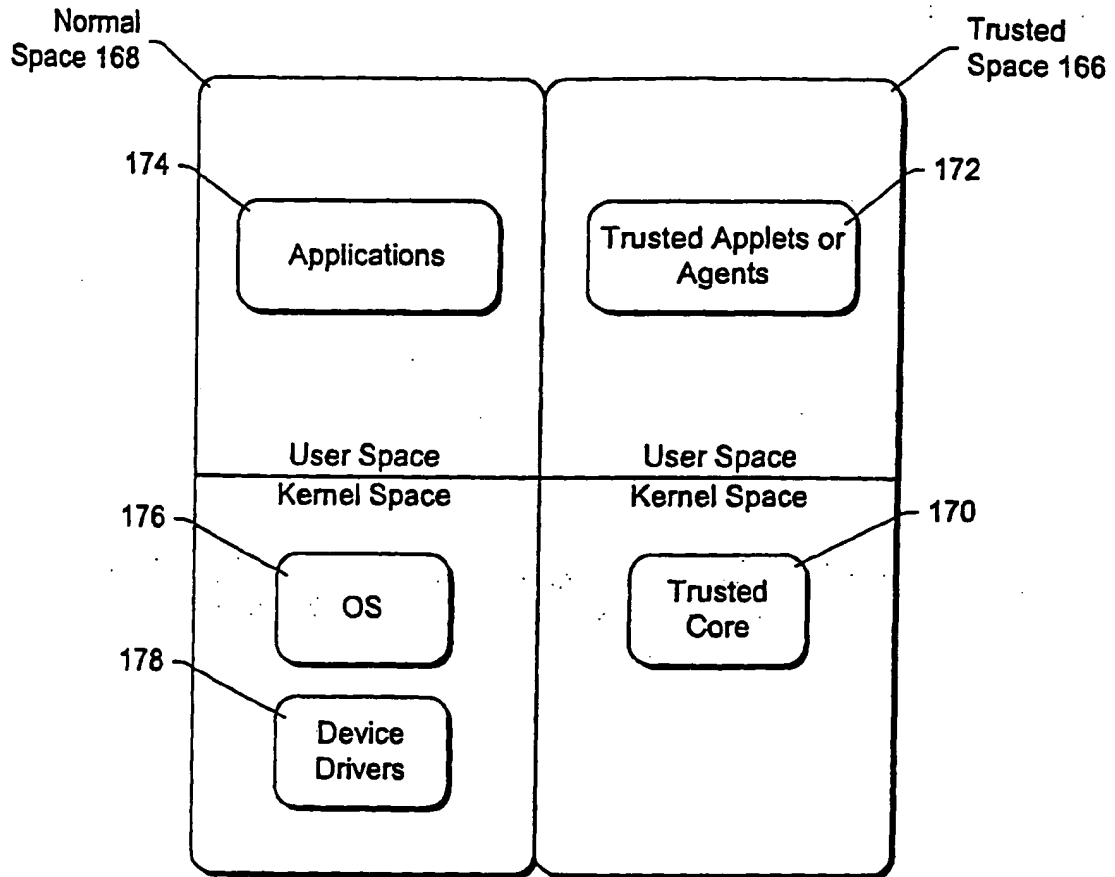 Normal
Space 168
Trusted
Space 166
174
172
Applications
Trusted Applets or
Agents
User Space
User Space
Kernel Space
Kernel Space
176
170
OS
Trusted
Core
178
Device
Drivers